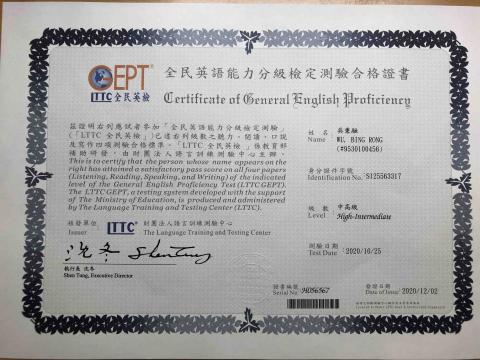 GEPT
LTTC 全民英檢
全民英語能力分級檢定測驗合格證書
Certificate of General English Proficiency
茲證明右列應試者參加「全民英語能力分級檢定測驗」
(「LTTC 全民英檢」)已達右列級數之聽力、閱讀、口說
及寫作四項測驗合格標準。「LTTC 全民英檢」係教育部
補助研發,由財團法人語言訓練測驗中心主辦。
This is to certify that the person whose name appears on the
right has attained a satisfactory pass score on all four papers
(Listening, Reading, Speaking, and Writing) of the indicated
level of the General English Proficiency Test (LTTC GEPT).
The LTTC GEPT, a testing system developed with the support
of The Ministry of Education, is produced and administered
by The Language Training and Testing Center (LTTC).
核發單位 LTTC 財團法人語言訓練測驗中心
Issuer The Language Training and Testing Center
沈冬 Shen Tung
執行長 沈冬
Shen Tung, Executive Director
姓名
Name : WU, BING RONG
(*9530100456)
身分證件字號
Identification No. : S125563317
級數 中高級
Level : High-Intermediate
測驗日期
Test Date : 2020/10/25
證書編號
Serial No. : H056567
發證日期
Date of Issue : 2020/12/02